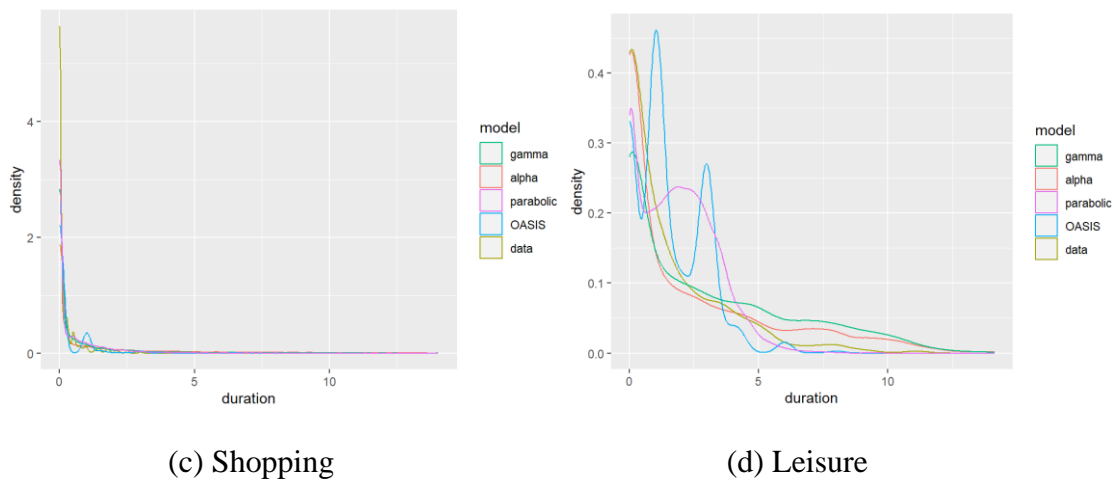 4
2
0
density
0
5
10
duration
model
gamma
alpha
parabolic
OASIS
data
(c) Shopping
0.4
0.3
0.2
0.1
0.0
density
0
5
10
duration
model
gamma
alpha
parabolic
OASIS
data
(d) Leisure